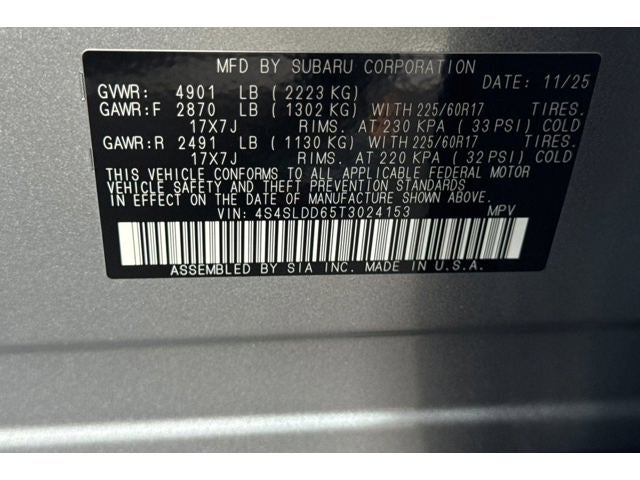 MFD BY SUBARU CORPORATION
DATE: 11/25
GVWR: 4901 LB (2223 KG)
GAWR:F 2870 LB (1302 KG) WITH 225/60R17 TIRES.
17X7J RIMS. AT 230 KPA (33 PSI) COLD
GAWR:R 2491 LB (1130 KG) WITH 225/60R17 TIRES.
17X7J RIMS. AT 220 KPA (32 PSI) COLD
THIS VEHICLE CONFORMS TO ALL APPLICABLE FEDERAL MOTOR
VEHICLE SAFETY AND THEFT PREVENTION STANDARDS
IN EFFECT ON THE DATE OF MANUFACTURE SHOWN ABOVE.
VIN: 4S4SLDD65T3024153 MPV
ASSEMBLED BY SIA INC. MADE IN U.S.A.